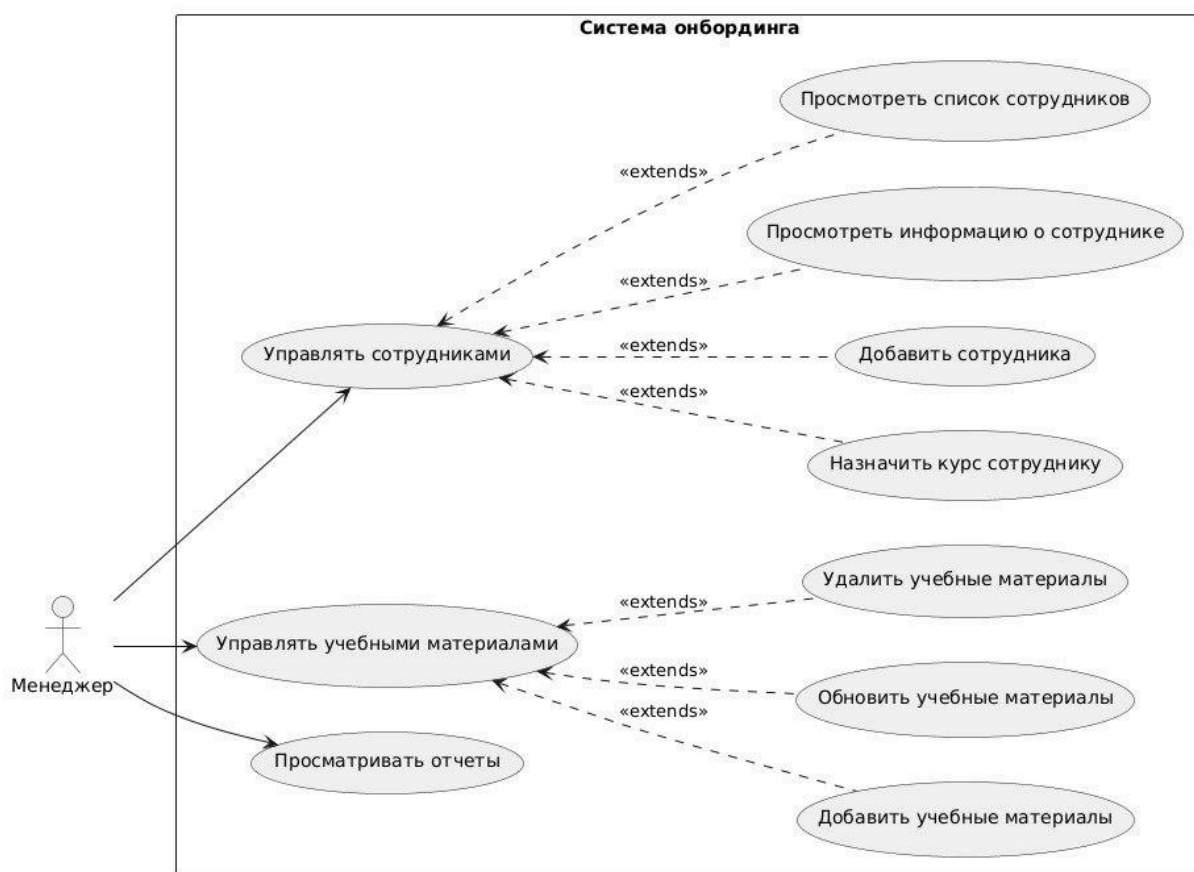 Система онбординга
Просмотреть список сотрудников
«extends»
Просмотреть информацию о сотруднике
«extends»
Управлять сотрудниками
«extends»
Добавить сотрудника
«extends»
Назначить курс сотруднику
Удалить учебные материалы
«extends»
Менеджер
Управлять учебными материалами
«extends»
Обновить учебные материалы
«extends»
Просматривать отчеты
Добавить учебные материалы